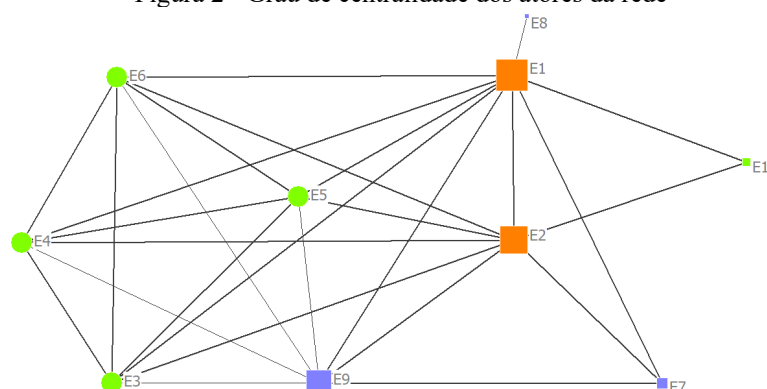 Figura 2 - Grau de centralidade dos atores da rede
E8
E1
E6
E1
E5
E2
E4
E3
E9
E7